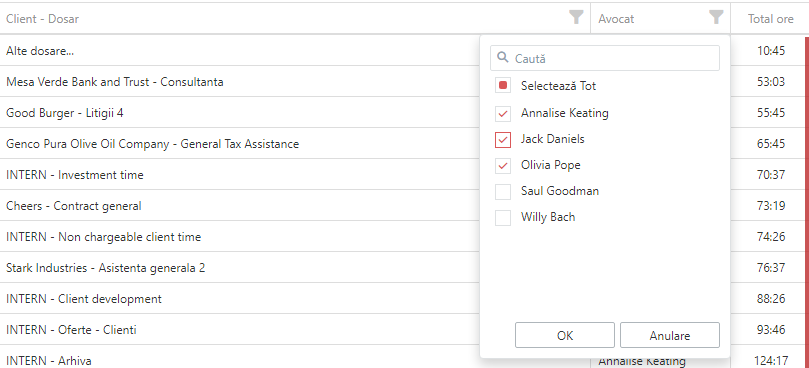 Client - Dosar Avocat Total ore
Alte dosare... 10:45
Caută
Mesa Verde Bank and Trust - Consultanta 53:03
Selectează Tot
Good Burger - Litigii 4 55:45
Annalise Keating
Genco Pura Olive Oil Company - General Tax Assistance 65:45
Jack Daniels
INTERN - Investment time 70:37
Olivia Pope
Saul Goodman
Cheers - Contract general 73:19
Willy Bach
INTERN - Non chargeable client time 74:26
Stark Industries - Asistenta generala 2 76:37
INTERN - Client development 88:26
INTERN - Oferte - Clienti 93:46
OK Anulare
INTERN - Arhiva Annalise Keating 124:17